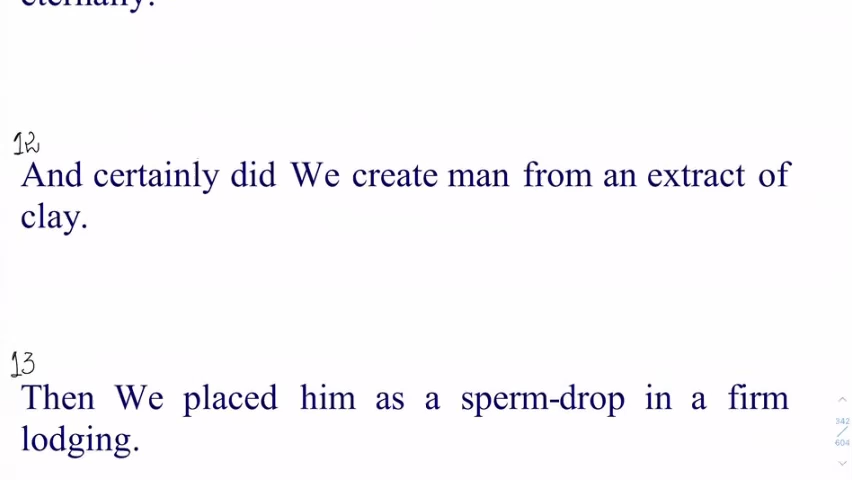 eternally.
12
And certainly did We create man from an extract of
clay.
13
Then We placed him as a sperm-drop in a firm
lodging.
342
604